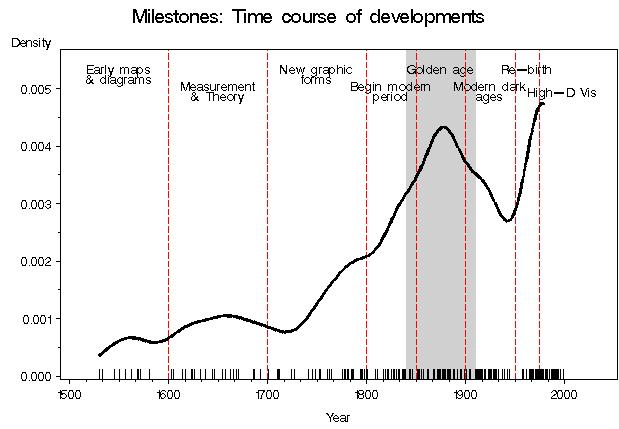 Milestones: Time course of developments
Density
Early maps
& diagrams
Measurement
& Theory
New graphic
forms
Begin modern
period
Golden age
Modern dark
ages
Re-birth
High-D Vis
0.005
0.004
0.003
0.002
0.001
0.000
1500 1600 1700 1800 1900 2000
Year